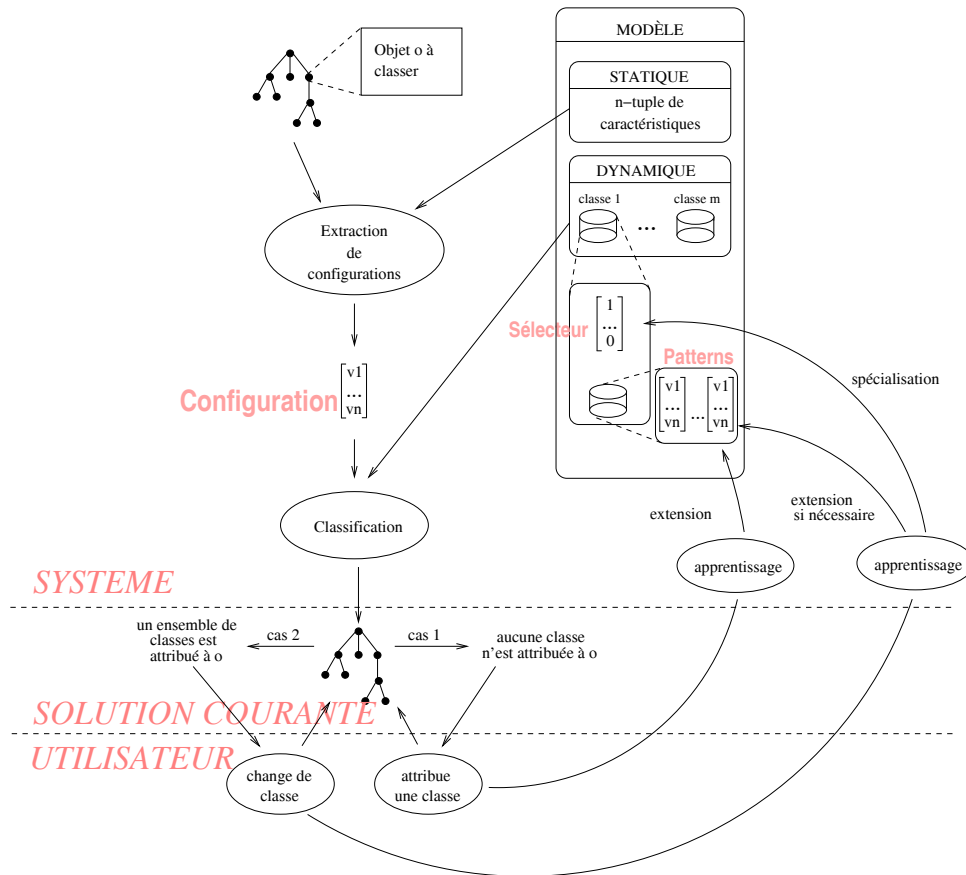 MODÈLE
Objet o à
classer
STATIQUE
n−tuple de
caractéristiques
DYNAMIQUE
classe 1
...
classe m
Extraction
de
configurations
1
...
0
Sélecteur
Patterns
Configuration
v1
...
vn
v1
...
vn
...
v1
...
vn
spécialisation
extension
extension
si nécessaire
Classification
apprentissage
apprentissage
SYSTEME
un ensemble de
classes est
attribué à o
cas 2
cas 1
aucune classe
n'est attribuée à o
SOLUTION COURANTE
UTILISATEUR
change de
classe
attribue
une classe